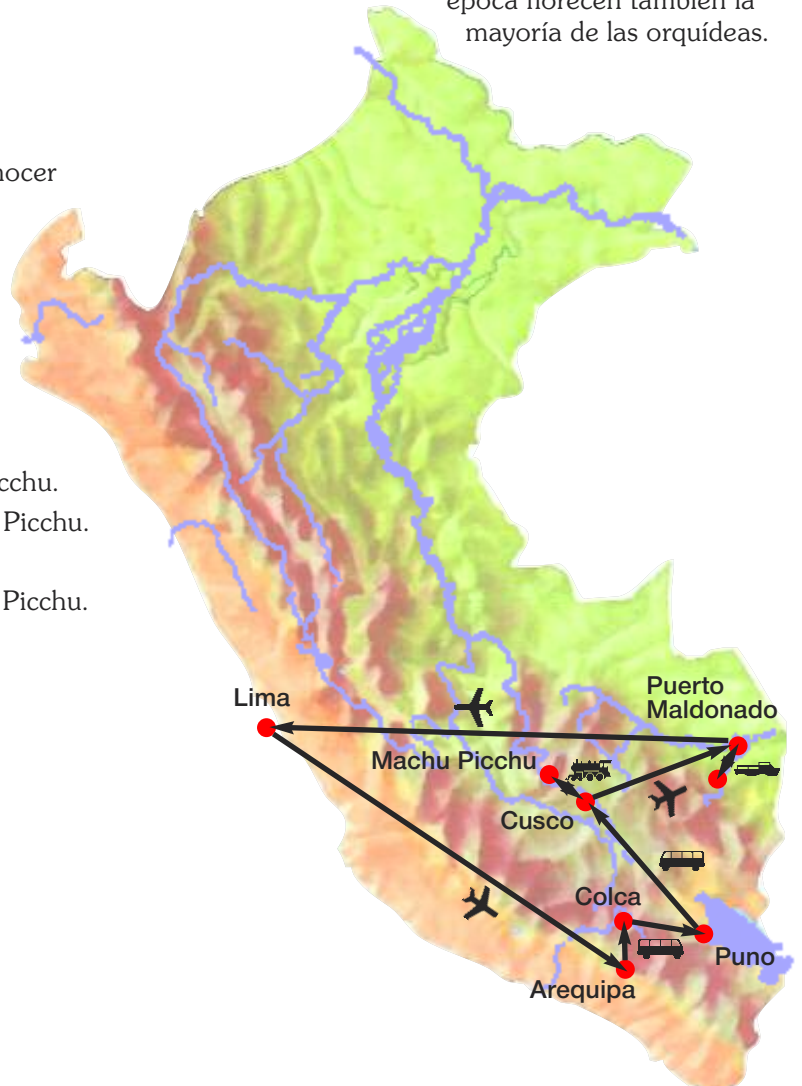 época florecen también la
mayoría de las orquídeas.
nocer
icchu.
Picchu.
Picchu.
Lima
Puerto
Maldonado
Machu Picchu
Cusco
Colca
Puno
Arequipa